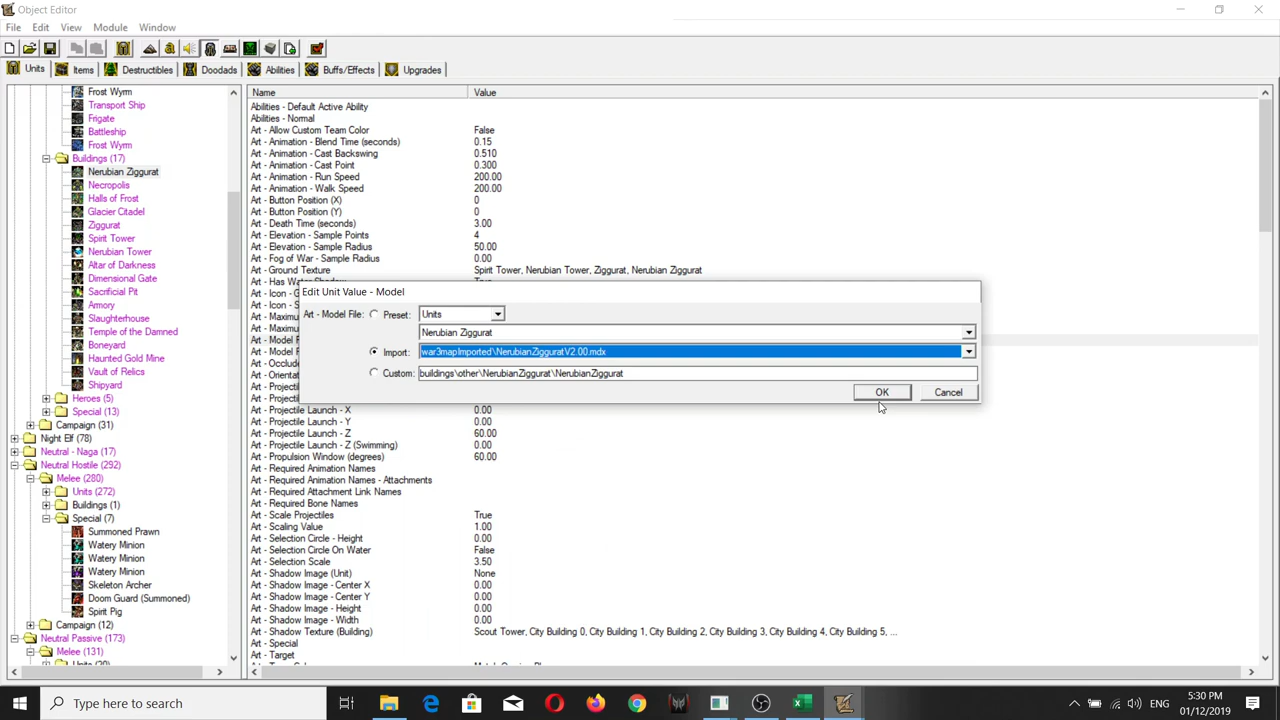 Object Editor
File Edit View Module Window
Units Items Destructibles Doodads Abilities Buffs/Effects Upgrades
Frost Wyrm
Transport Ship
Frigate
Battleship
Frost Wyrm
Buildings (17)
Nerubian Ziggurat
Necropolis
Halls of Frost
Glacier Citadel
Ziggurat
Spirit Tower
Nerubian Tower
Altar of Darkness
Dimensional Gate
Sacrificial Pit
Armory
Slaughterhouse
Temple of the Damned
Boneyard
Haunted Gold Mine
Vault of Relics
Shipyard
Heroes (5)
Special (13)
Campaign (31)
Night Elf (78)
Neutral - Naga (17)
Neutral Hostile (292)
Melee (280)
Units (272)
Buildings (1)
Special (7)
Summoned Prawn
Watery Minion
Watery Minion
Watery Minion
Skeleton Archer
Doom Guard (Summoned)
Spirit Pig
Campaign (12)
Neutral Passive (173)
Melee (131)
Name Value
Abilities - Default Active Ability
Abilities - Normal
Art - Allow Custom Team Color False
Art - Animation - Blend Time (seconds) 0.15
Art - Animation - Cast Backswing 0.510
Art - Animation - Cast Point 0.300
Art - Animation - Run Speed 200.00
Art - Animation - Walk Speed 200.00
Art - Button Position (X) 0
Art - Button Position (Y) 0
Art - Death Time (seconds) 3.00
Art - Elevation - Sample Points 4
Art - Elevation - Sample Radius 50.00
Art - Fog of War - Sample Radius 0.00
Art - Ground Texture Spirit Tower, Nerubian Tower, Ziggurat, Nerubian Ziggurat
Edit Unit Value - Model
Art - Model File: Preset: Units
Nerubian Ziggurat
Import: war3mapImported\NerubianZigguratV2.00.mdx
Custom: buildings\other\NerubianZiggurat\NerubianZiggurat
OK Cancel
Art - Projectile Launch - X 0.00
Art - Projectile Launch - Y 0.00
Art - Projectile Launch - Z 60.00
Art - Projectile Launch - Z (Swimming) 0.00
Art - Propulsion Window (degrees) 60.00
Art - Required Animation Names
Art - Required Animation Names - Attachments
Art - Required Attachment Link Names
Art - Required Bone Names
Art - Scale Projectiles True
Art - Scaling Value 1.00
Art - Selection Circle - Height 0.00
Art - Selection Circle On Water False
Art - Selection Scale 3.50
Art - Shadow Image (Unit) None
Art - Shadow Image - Center X 0.00
Art - Shadow Image - Center Y 0.00
Art - Shadow Image - Height 0.00
Art - Shadow Image - Width 0.00
Art - Shadow Texture (Building) Scout Tower, City Building 0, City Building 1, City Building 2, City Building 3, City Building 4, City Building 5, ...
Art - Special
Art - Target
Type here to search
ENG
5:30 PM
01/12/2019